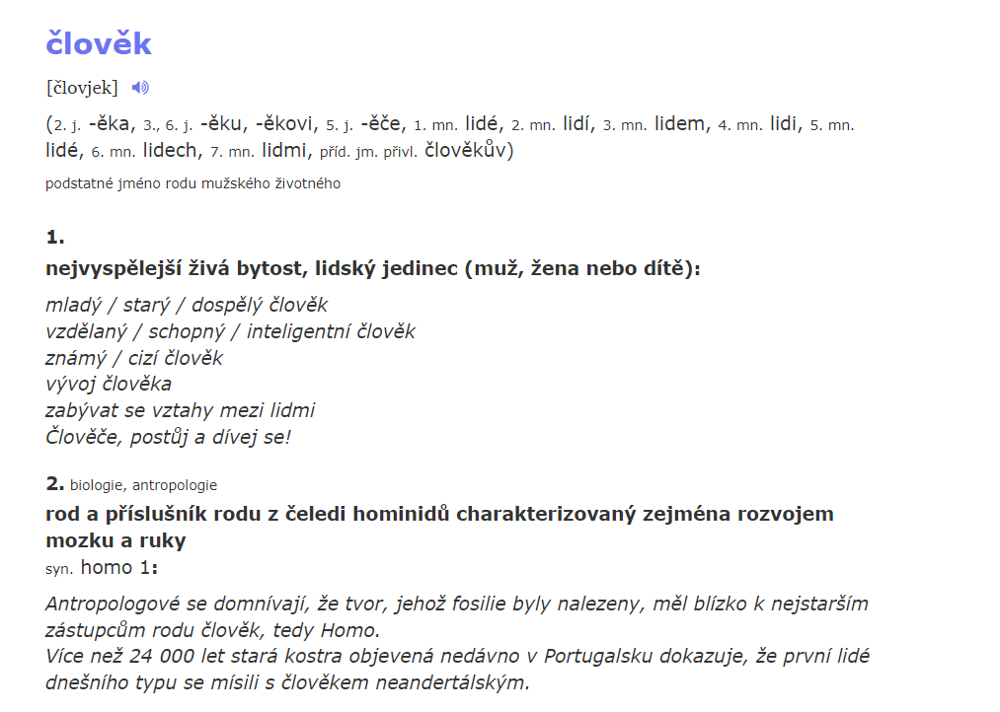 člověk
[človjek]
(2. j. -ěka, 3., 6. j. -ěku, -ěkovi, 5. j. -ěče, 1. mn. lidé, 2. mn. lidí, 3. mn. lidem, 4. mn. lidi, 5. mn.
lidé, 6. mn. lidech, 7. mn. lidmi, příd. jm. přivl. člověkův)
podstatné jméno rodu mužského životného
1.
nejvyspělejší živá bytost, lidský jedinec (muž, žena nebo dítě):
mladý / starý / dospělý člověk
vzdělaný / schopný / inteligentní člověk
známý / cizí člověk
vývoj člověka
zabývat se vztahy mezi lidmi
Člověče, postůj a dívej se!
2. biologie, antropologie
rod a příslušník rodu z čeledi hominidů charakterizovaný zejména rozvojem
mozku a ruky
syn. homo 1:
Antropologové se domnívají, že tvor, jehož fosilie byly nalezeny, měl blízko k nejstarším
zástupcům rodu člověk, tedy Homo.
Více než 24 000 let stará kostra objevená nedávno v Portugalsku dokazuje, že první lidé
dnešního typu se mísili s člověkem neandertálským.